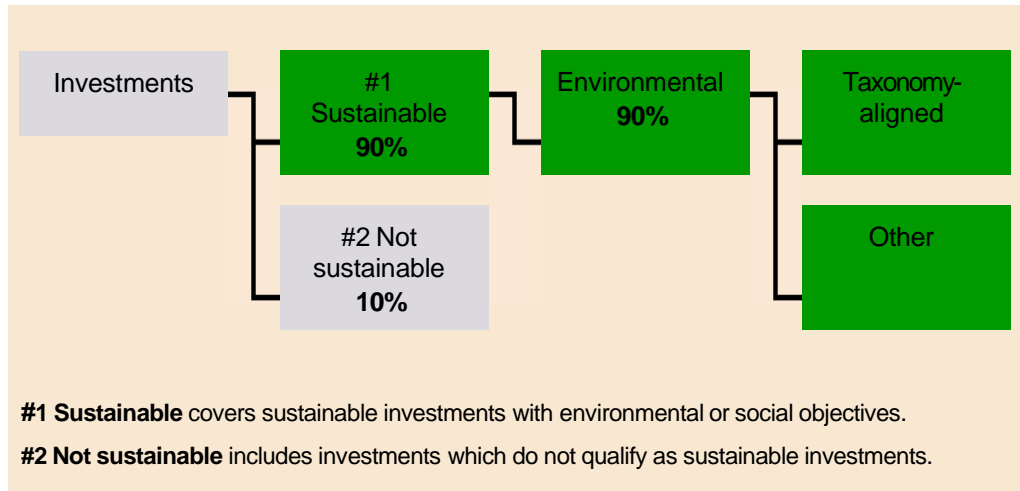 Investments
#1
Sustainable
90%
Environmental
90%
Taxonomy-
aligned
#2 Not
sustainable
10%
Other
#1 Sustainable covers sustainable investments with environmental or social objectives.
#2 Not sustainable includes investments which do not qualify as sustainable investments.